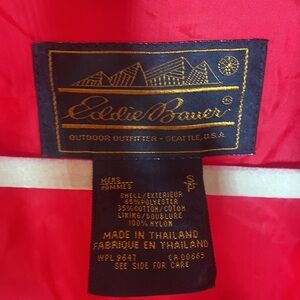 Eddie Bauer ®
OUTDOOR OUTFITTER - SEATTLE, U.S.A.
MENS
HOMMES
SHELL/EXTERIEUR
65%POLYESTER
35%COTTON/COTON
LINING/DOUBLURE
100% NYLON
MADE IN THAILAND
FABRIQUE EN THAILAND
WPL 9647 CA 00665
SEE SIDE FOR CARE